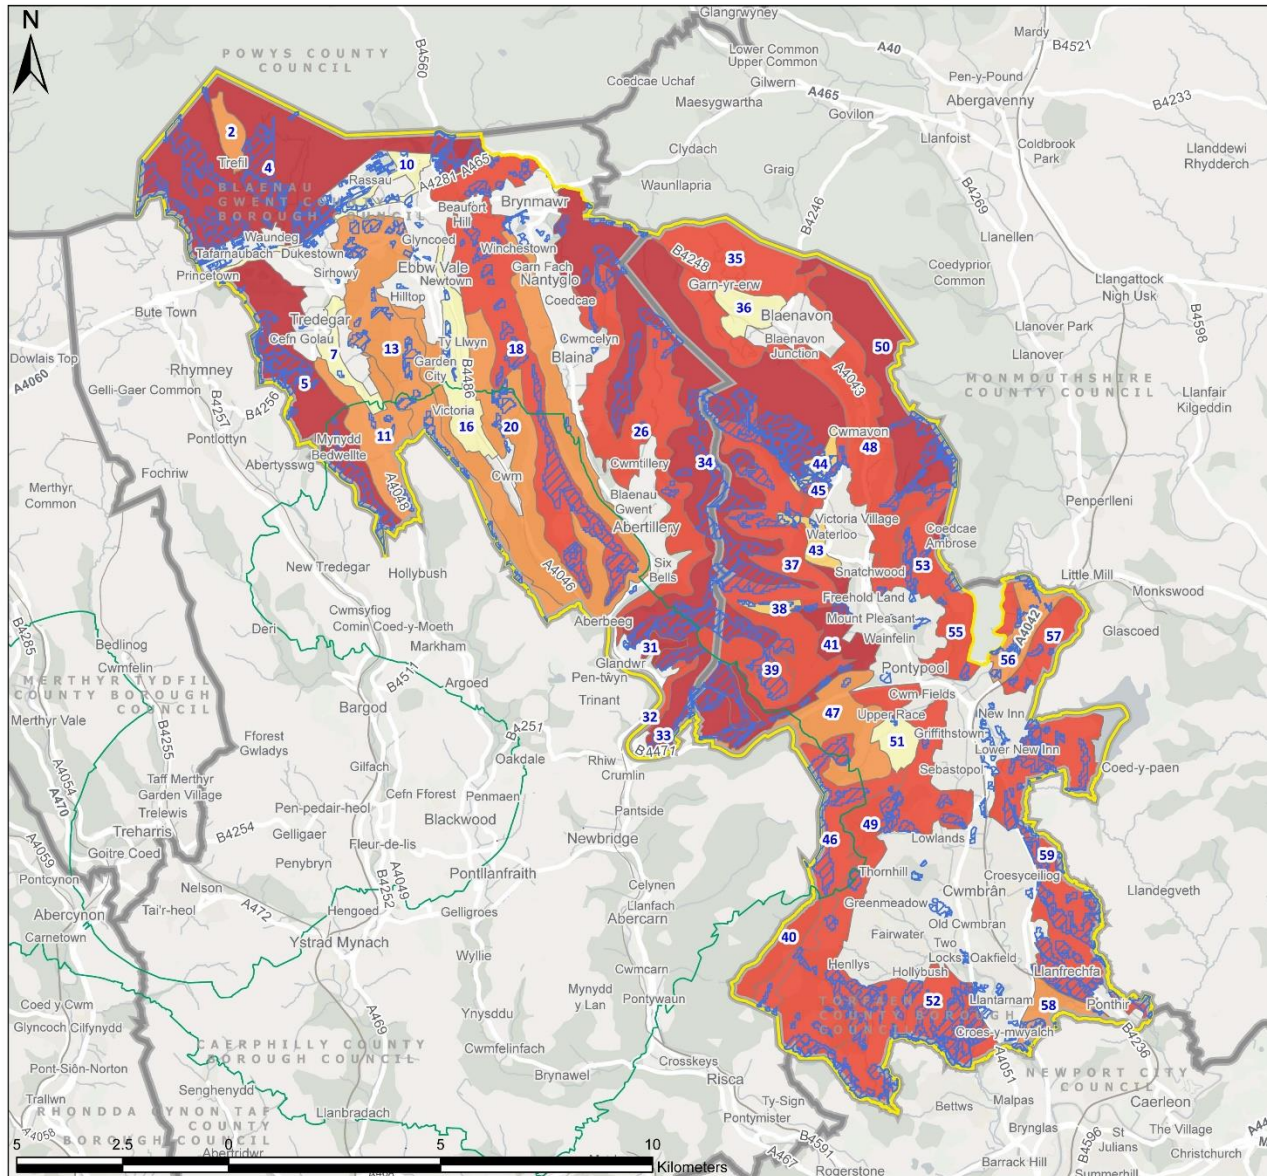 N
POWYS COUNTY
COUNCIL
B4560
Glangrwyney
Mardy
B4521
Lower Common
Upper Common
A40
Coedcae Uchaf
Gilwern
Pen-y-Pound
Maesygwartha
A465
Abergavenny
B4233
Govilon
2
Trefil
4
Clydach
Llanfoist
Coldbrook
Park
Llanddewi
Rhydderch
10
Rassau
A4281
A465
Graig
Waunllapria
BLAENAU
GWENT COUNTY
BOROUGH COUNCIL
Beaufort
Hill
Brynmawr
B4246
B4269
Waundeg
Glyncoed
Winchestown
Llanellen
Tafarnaubach
Dukestown
Ebbw Vale
B4248
35
Princetown
Sirhowy
Newtown
Garn Fach
Nantyglo
Garn-yr-erw
Coedyprior
Common
Llangattock
Nigh Usk
Hilltop
Coedcae
36
Blaenavon
Bute Town
Tredegar
Llanover Park
B4598
Cefn Golau
Ty Llwyn
Cwmcelyn
Blaenavon
Junction
50
Dowlais Top
7
13
18
Blaina
Llanover
A4060
Rhymney
Garden
City
B4486
A4043
Gelli-Gaer Common
5
MONMOUTHSHIRE
COUNTY COUNCIL
Llanfair
Kilgeddin
B4257
B4256
Victoria
16
20
26
Cwmavon
48
Pontlottyn
11
Mynydd
Bedwellte
44
Fochriw
Abertysswg
Cwm
Cwmtillery
34
45
Merthyr
Common
A4048
Blaenau
Gwent
Penperlleni
Abertillery
Victoria Village
Waterloo
Coedcae
Ambrose
43
New Tredegar
Hollybush
A4046
Six
Bells
37
Snatchwood
53
Little Mill
Cwmsyfiog
38
Freehold Land
Monkswood
B4285
Bedlinog
Deri
Comin Coed-y-Moeth
Aberbeeg
Mount Pleasant
55
A4042
57
Glascoed
Cwmfelin
Markham
31
41
Wainfelin
56
MERTHYR TYDFIL
COUNTY BOROUGH
COUNCIL
B4511
Glandwr
39
Pontypool
Argoed
Pen-tŵyn
Merthyr Vale
Bargod
Trinant
Cwm Fields
B4255
32
47
Upper Race
New Inn
Fforest
Gwladys
B4251
33
51
Griffithstown
A4054
Oakdale
B4471
Lower New Inn
Taff Merthyr
Garden Village
Gilfach
Rhiw
Crumlin
Sebastopol
Coed-y-paen
A470
Trelewis
Pen-pedair-heol
Cefn Fforest
Penmaen
Pantside
Treharris
B4254
Gelligaer
Blackwood
49
A4059
Goitre Coed
Newbridge
46
Lowlands
Penybryn
Fleur-de-lis
59
Pontcynon
Nelson
A4049
Pontllanfraith
Thornhill
Croesyceiliog
Abercynon
Tai'r-heol
B4252
Celynen
Cwmbrân
Llandegveth
Carnetown
A472
Hengoed
Gelligroes
Llanfach
Greenmeadow
Abercarn
Old Cwmbran
Ystrad Mynach
40
Fairwater
Two
Locks
Oakfield
Wyllie
Cwmcarn
Henllys
Hollybush
Llanfrechfa
Coed y Cwm
Mynydd
y Lan
Pontywaun
52
Llantarnam
58
Ponthir
Glyncoch
Cilfynydd
A469
Ynysddu
TORFAEN
COUNTY BOROUGH
COUNCIL
Croes-y-mwyalch
CAERPHILLY COUNTY
BOROUGH COUNCIL
Cwmfelinfach
Crosskeys
A4051
B4236
Pont-Siôn-Norton
Senghenydd
Brynawel
Risca
NEWPORT CITY
COUNCIL
Trallwn
Ty-Sign
Bettws
Malpas
Caerleon
RHONDDA CYNON TAF
COUNTY
BOROUGH COUNCIL
Llanbradach
Pontymister
A4058
B4591
Brynglas
St
Julians
The Village
B4596
Abertridwr
A467
Barrack Hill
Christchurch
Rogerstone
Summerhill
5 2.5 0 5 10
Kilometers